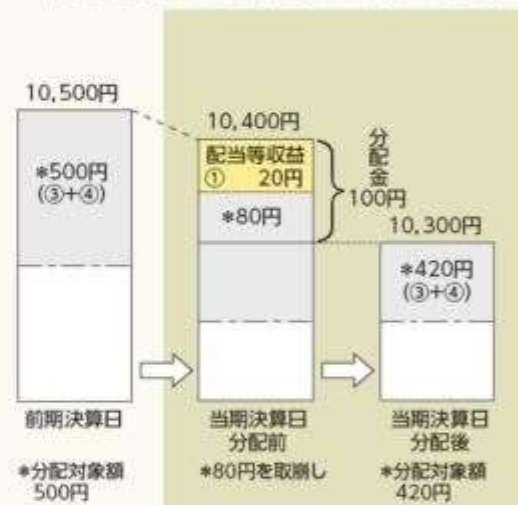 10,500円
*500円
(③+④)
前期決算日
*分配対象額
500円
10,400円
配当等収益
① 20円
*80円
分配金
100円
当期決算日
分配前
*80円を取崩し
10,300円
*420円
(③+④)
当期決算日
分配後
*分配対象額
420円